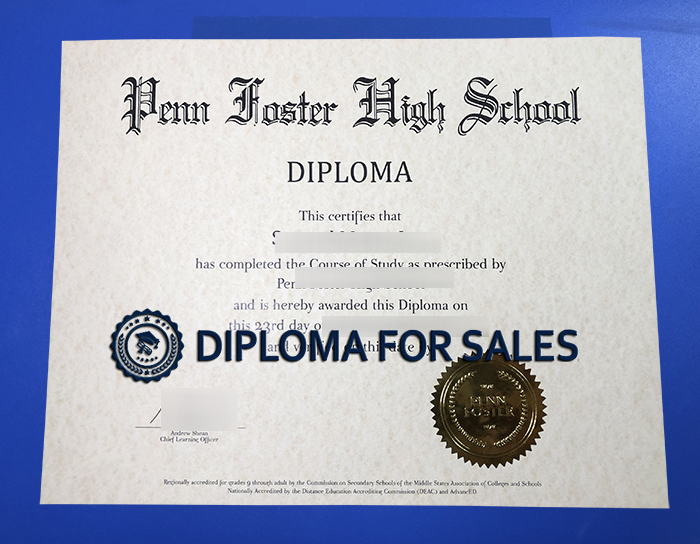 Penn Foster High School
DIPLOMA
This certifies that
has completed the Course of Study as prescribed by
and is hereby awarded this Diploma on
this 23rd day
DIPLOMA FOR SALES
this date
PENN
FOSTER
Andrew Shean
Chief Learning Officer
Regionally accredited for grades 9 through adult by the Commission on Secondary Schools of the Middle States Association of Colleges and Schools
Nationally Accredited by the Distance Education Accrediting Commission (DEAC) and AdvancED.